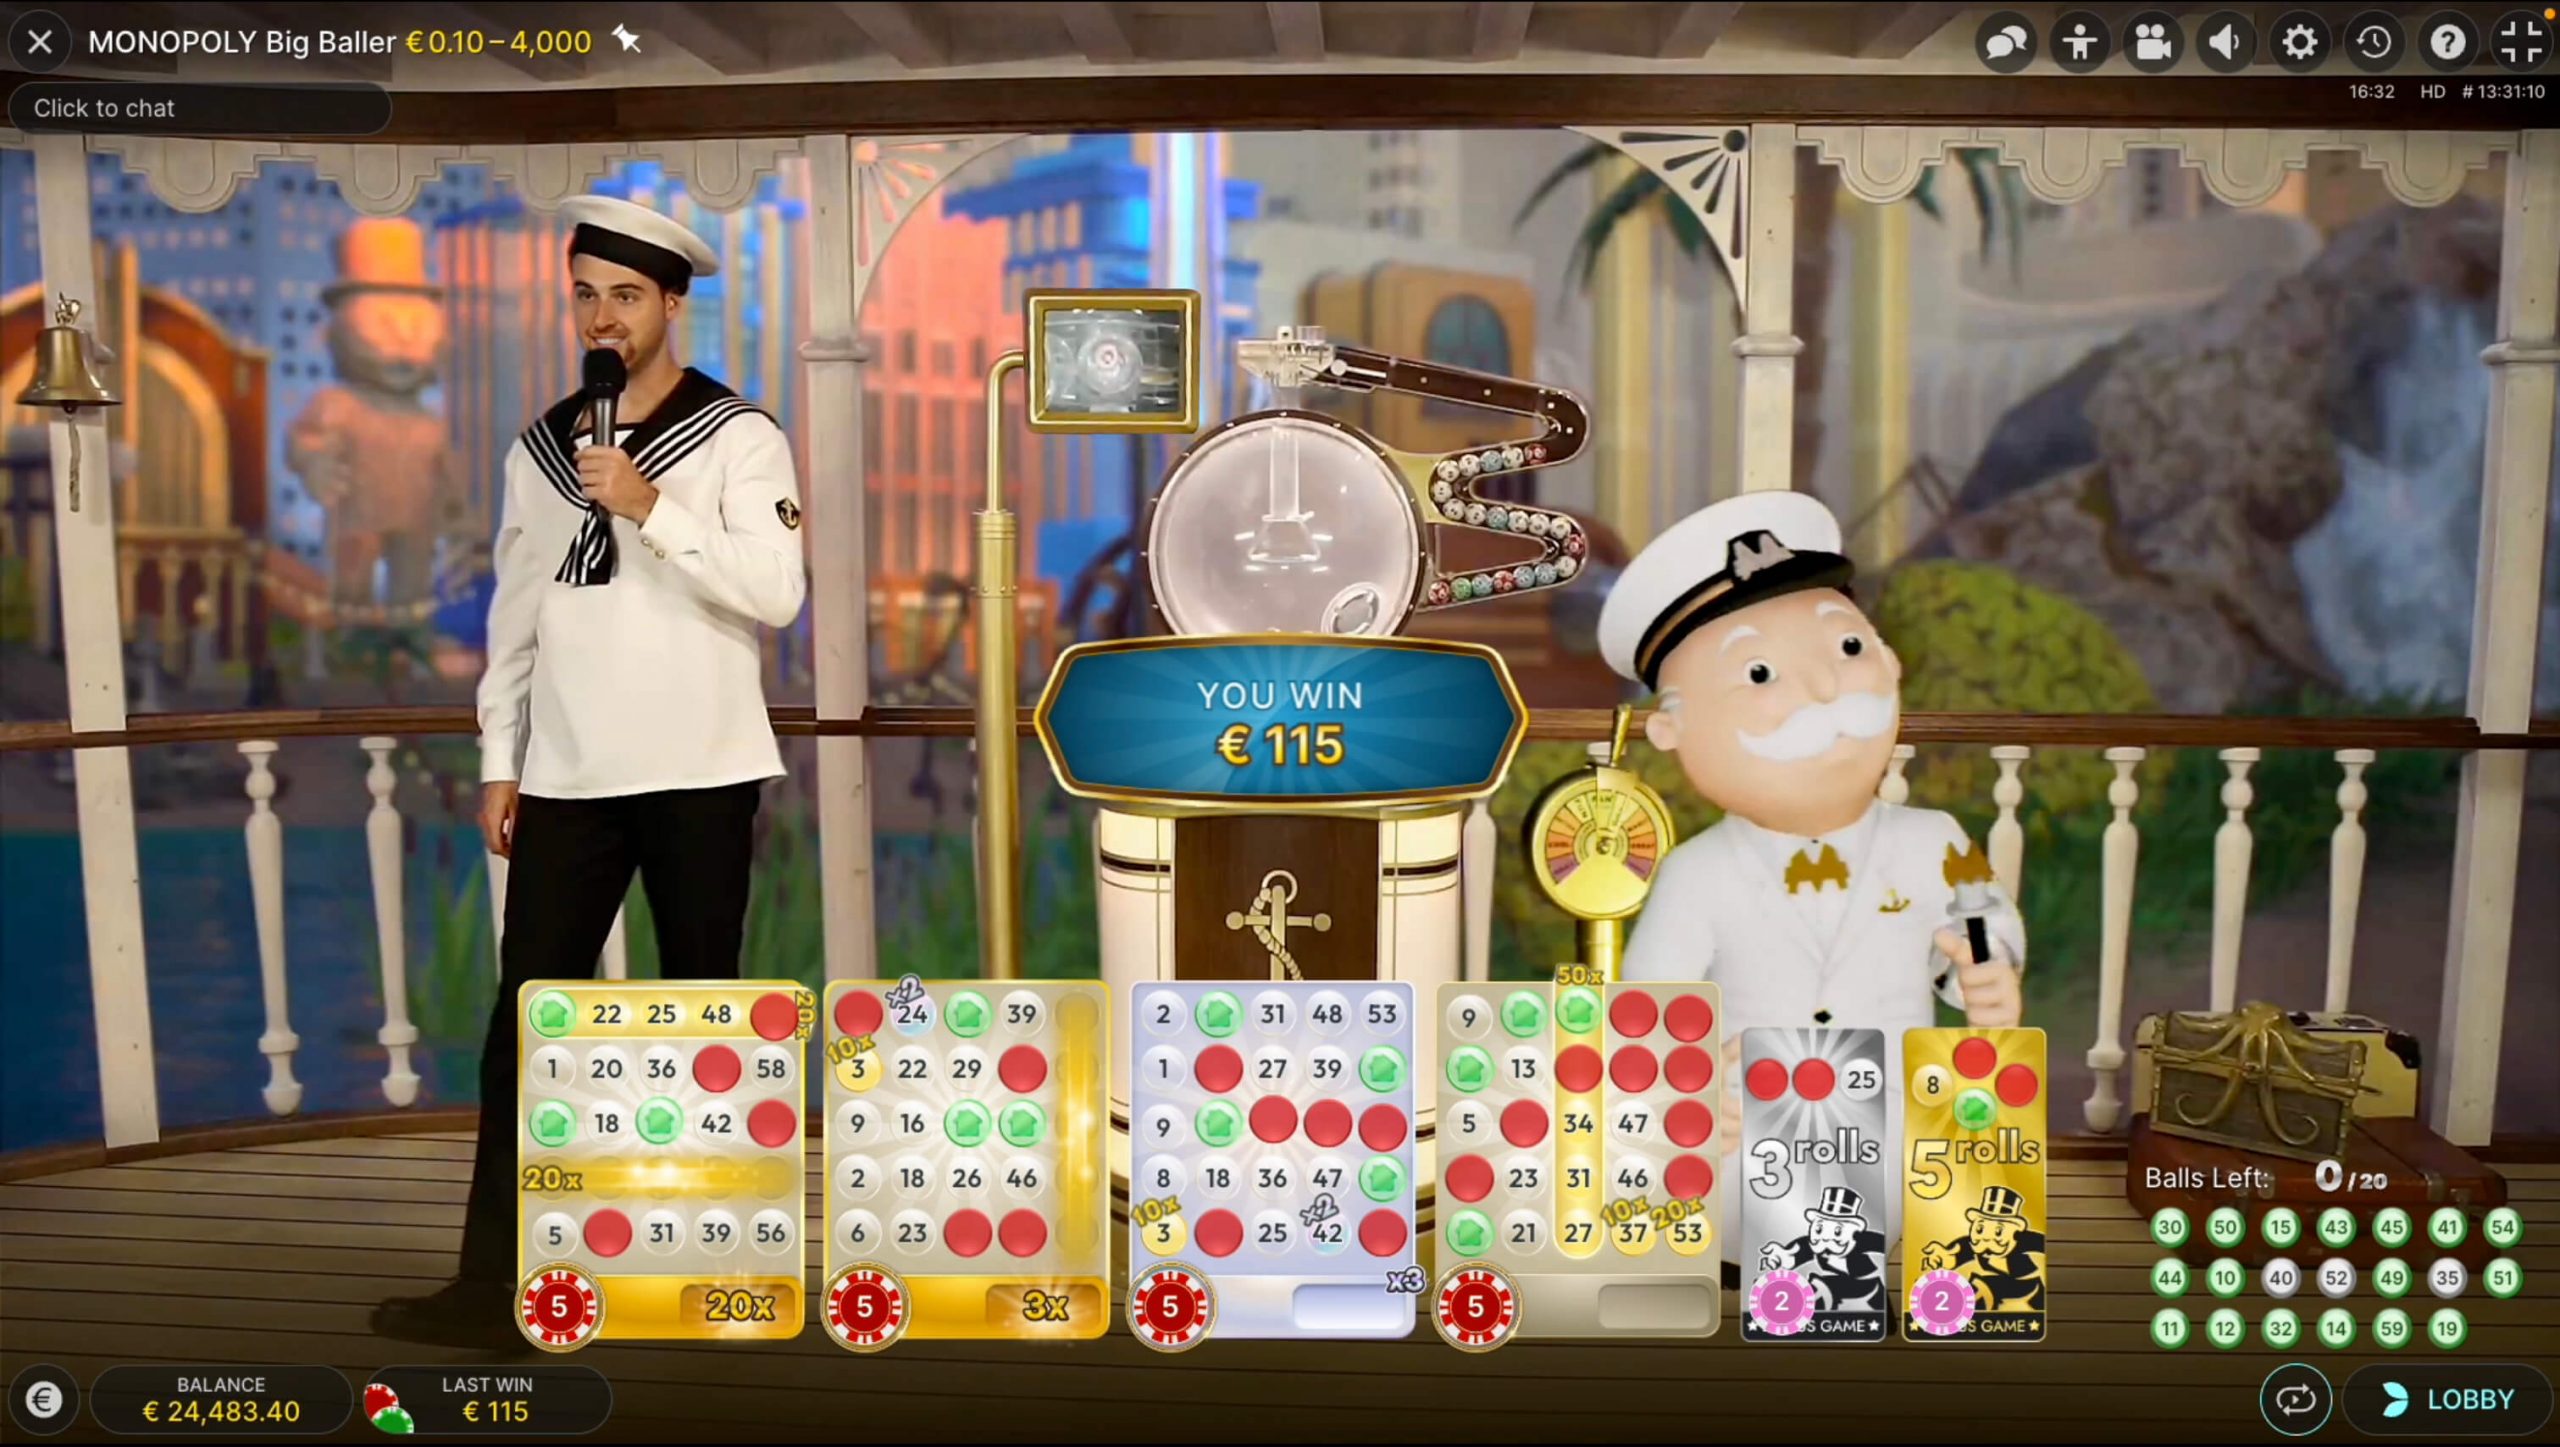 MONOPOLY Big Baller €0.10–4,000
Click to chat
16:32 HD # 13:31:10
YOU WIN
€ 115
22 25 48 20x
1 20 36 58
18 42
20x
5 31 39 56
5 20x
x2
24 39
10x
3 22 29
9 16
2 18 26 46
6 23
5 3x
2 31 48 53
1 27 39
9
8 18 36 47
10x x2
3 25 42
x3
5
50x
9
13
5 34 47
23 31 46
10x 20x
21 27 37 53
5
25
3 rolls
2
S GAME
8
5 rolls
2
S GAME
Balls Left: 0/20
30 50 15 43 45 41 54
44 10 40 52 49 35 51
11 12 32 14 59 19
BALANCE
€ 24,483.40
LAST WIN
€ 115
LOBBY